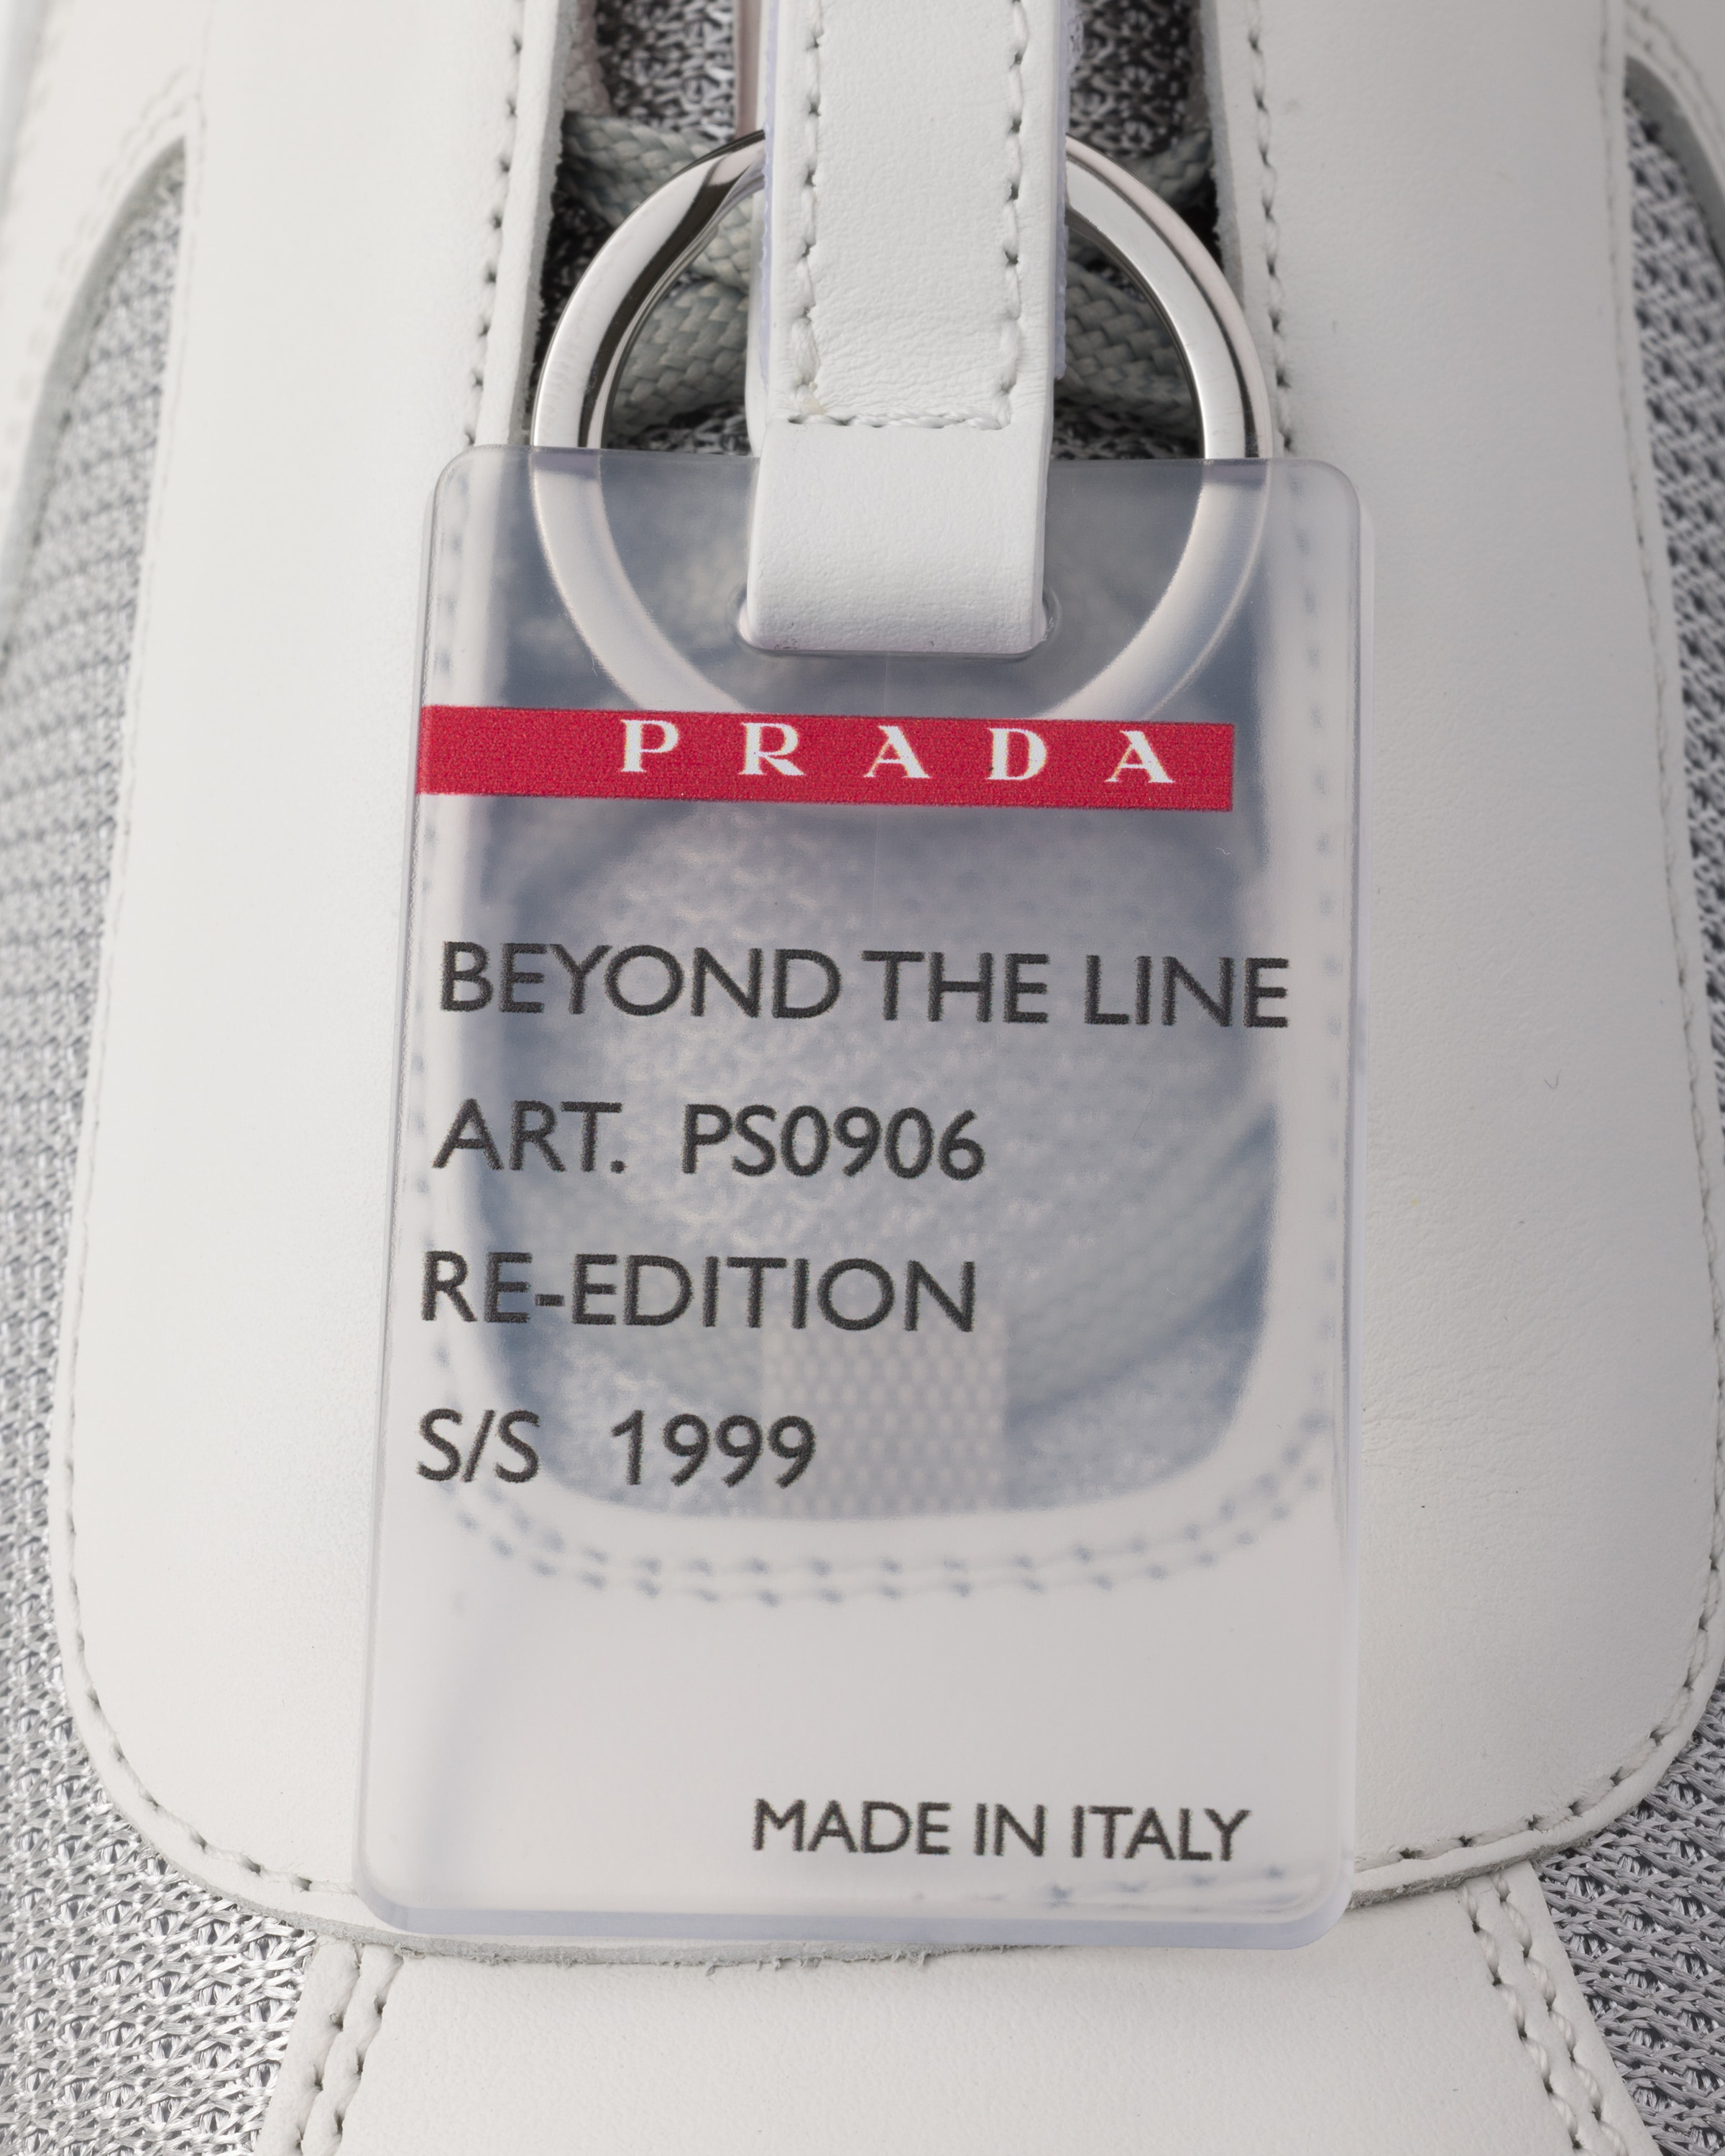 PRADA
BEYOND THE LINE
ART. PS0906
RE-EDITION
S/S 1999
MADE IN ITALY